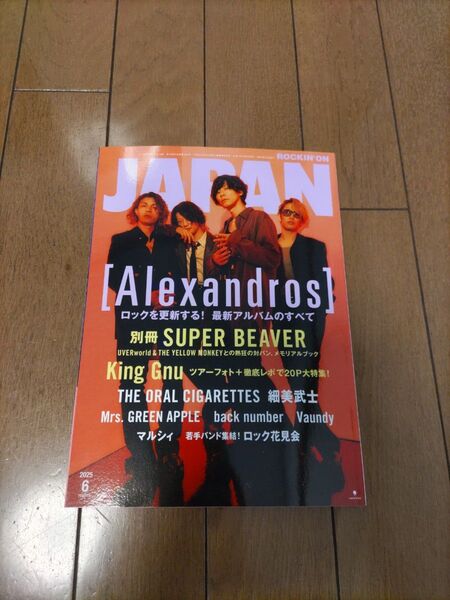 ROCKIN'ON
JAPAN
[Alexandros]
ロックを更新する! 最新アルバムのすべて
別冊 SUPER BEAVER
UVERworld & THE YELLOW MONKEYとの熱狂の対バン、メモリアルブック
King Gnu ツアーフォト+徹底レポで20P大特集!
THE ORAL CIGARETTES 細美武士
Mrs. GREEN APPLE back number Vaundy
マルシィ 若手バンド集結! ロック花見会
2025
6